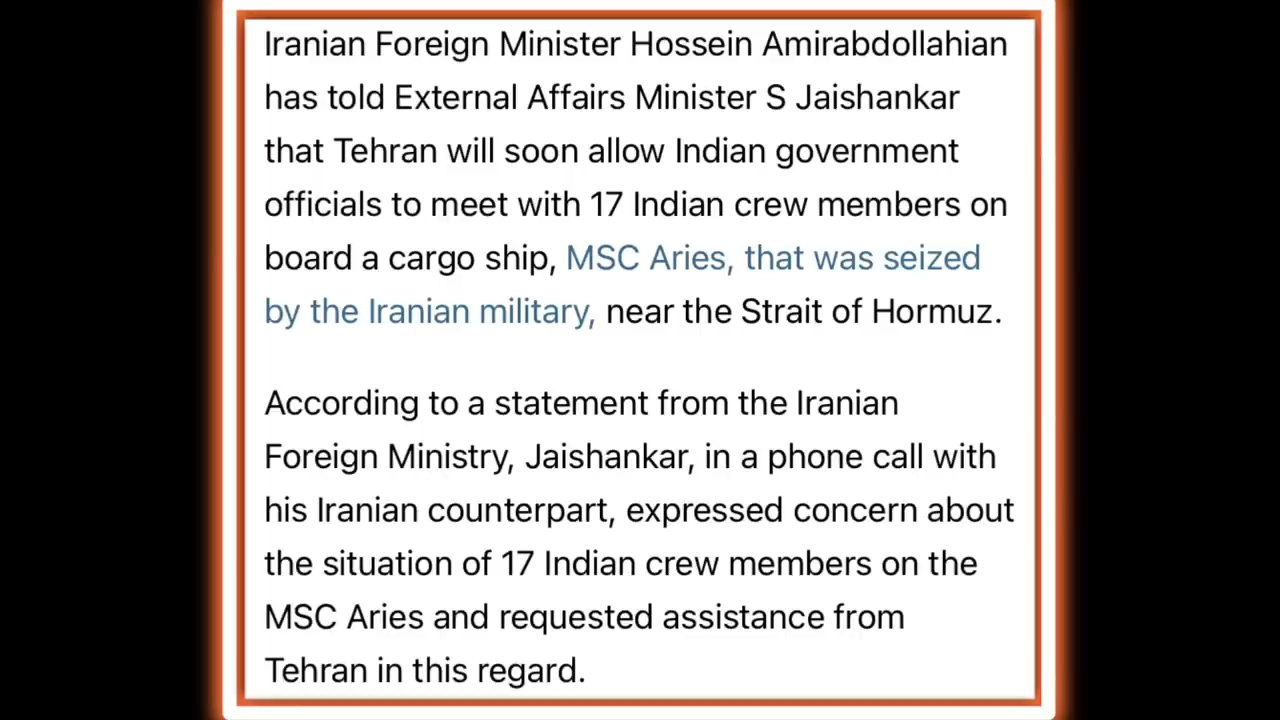 Iranian Foreign Minister Hossein Amirabdollahian
has told External Affairs Minister S Jaishankar
that Tehran will soon allow Indian government
officials to meet with 17 Indian crew members on
board a cargo ship, MSC Aries, that was seized
by the Iranian military, near the Strait of Hormuz.
According to a statement from the Iranian
Foreign Ministry, Jaishankar, in a phone call with
his Iranian counterpart, expressed concern about
the situation of 17 Indian crew members on the
MSC Aries and requested assistance from
Tehran in this regard.